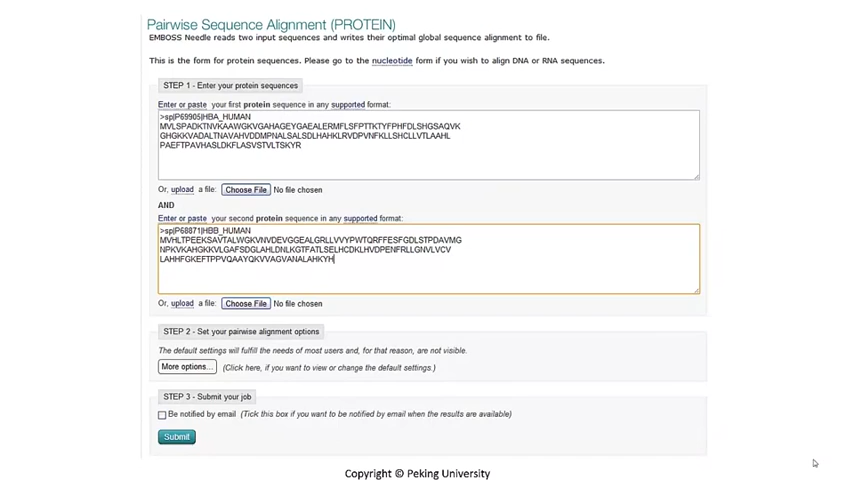 Pairwise Sequence Alignment (PROTEIN)
EMBOSS Needle reads two input sequences and writes their optimal global sequence alignment to file.
This is the form for protein sequences. Please go to the nucleotide form if you wish to align DNA or RNA sequences.
STEP 1 - Enter your protein sequences
Enter or paste your first protein sequence in any supported format:
>sp|P69905|HBA_HUMAN
MVLSPADKTNVKAAWGKVGAHAGEYGAEALERMFLSFPTTKTYFPHFDLSHGSAQVK
GHGKKVADALTNAVAHVDDMPNALSALSDLHAHKLRVDPVNFKLLSHCLLVTLAAHL
PAEFTPAVHASLDKFLASVSTVLTSKYR
Or, upload a file: Choose File No file chosen
AND
Enter or paste your second protein sequence in any supported format:
>sp|P68871|HBB_HUMAN
MVHLTPEEKSAVTALWGKVNVDEVGGEALGRLLVVYPWTQRFFESFGDLSTPDAVMG
NPKVKAHGKKVLGAFSDGLAHLDNLKGTFATLSELHCDKLHVDPENFRLLGNVLVCV
LAHHFGKEFTPPVQAAYQKVVAGVANALAHKYH
Or, upload a file: Choose File No file chosen
STEP 2 - Set your pairwise alignment options
The default settings will fulfill the needs of most users and, for that reason, are not visible.
More options... (Click here, if you want to view or change the default settings.)
STEP 3 - Submit your job
Be notified by email (Tick this box if you want to be notified by email when the results are available)
Submit
Copyright © Peking University